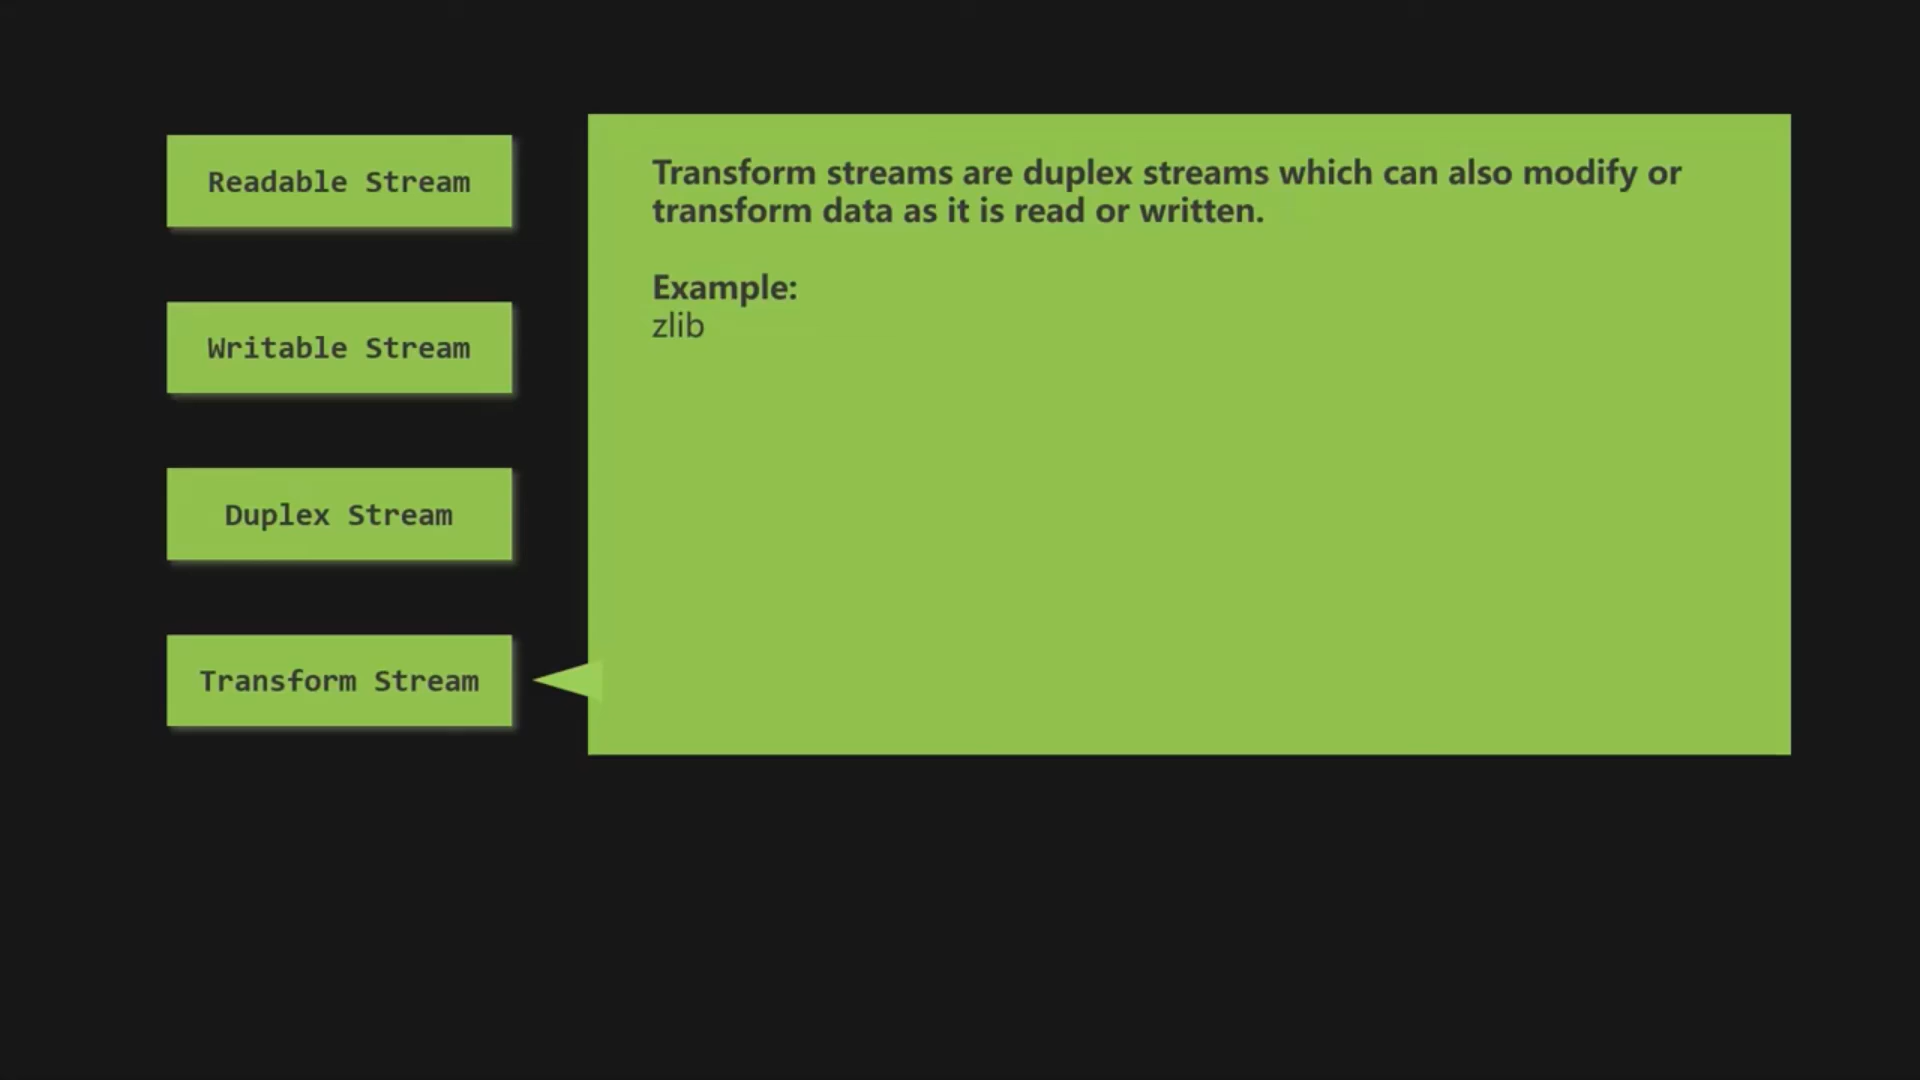 Readable Stream
Writable Stream
Duplex Stream
Transform Stream
Transform streams are duplex streams which can also modify or
transform data as it is read or written.
Example:
zlib